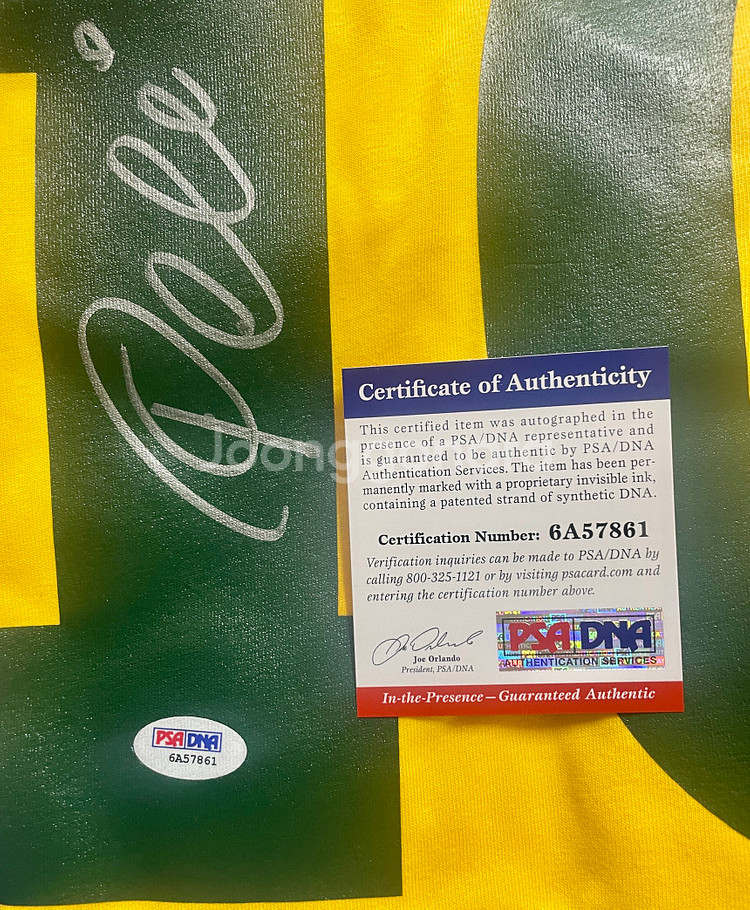 Pelé
10
Certificate of Authenticity
This certified item was autographed in the
presence of a PSA/DNA representative and
is guaranteed to be authentic by PSA/DNA
Authentication Services. The item has been per-
manently marked with a proprietary invisible ink,
containing a patented strand of synthetic DNA.
Certification Number: 6A57861
Verification inquiries can be made to PSA/DNA by
calling 800-325-1121 or by visiting psacard.com and
entering the certification number above.
Joe Orlando
President, PSA/DNA
PSA DNA
AUTHENTICATION SERVICES
In-the-Presence – Guaranteed Authentic
PSA DNA
6A57861